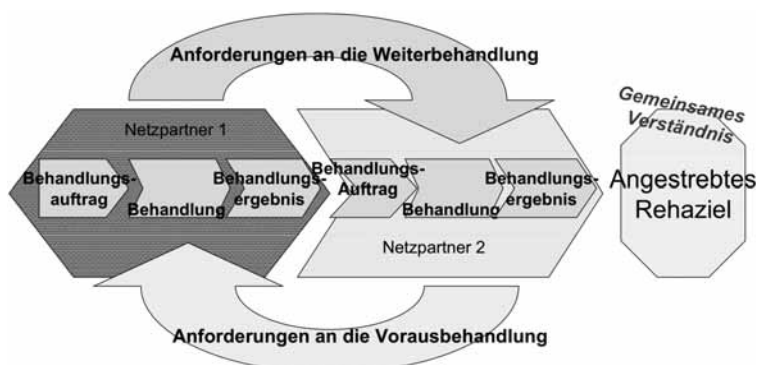 Anforderungen an die Weiterbehandlung
Netzpartner 1
Behandlungs-
auftrag
Behandlung
Behandlungs-
ergebnis
Behandlungs-
Auftrag
Behandlung
Behandlungs-
ergebnis
Netzpartner 2
Gemeinsames
Verständnis
Angestrebtes
Rehaziel
Anforderungen an die Vorausbehandlung